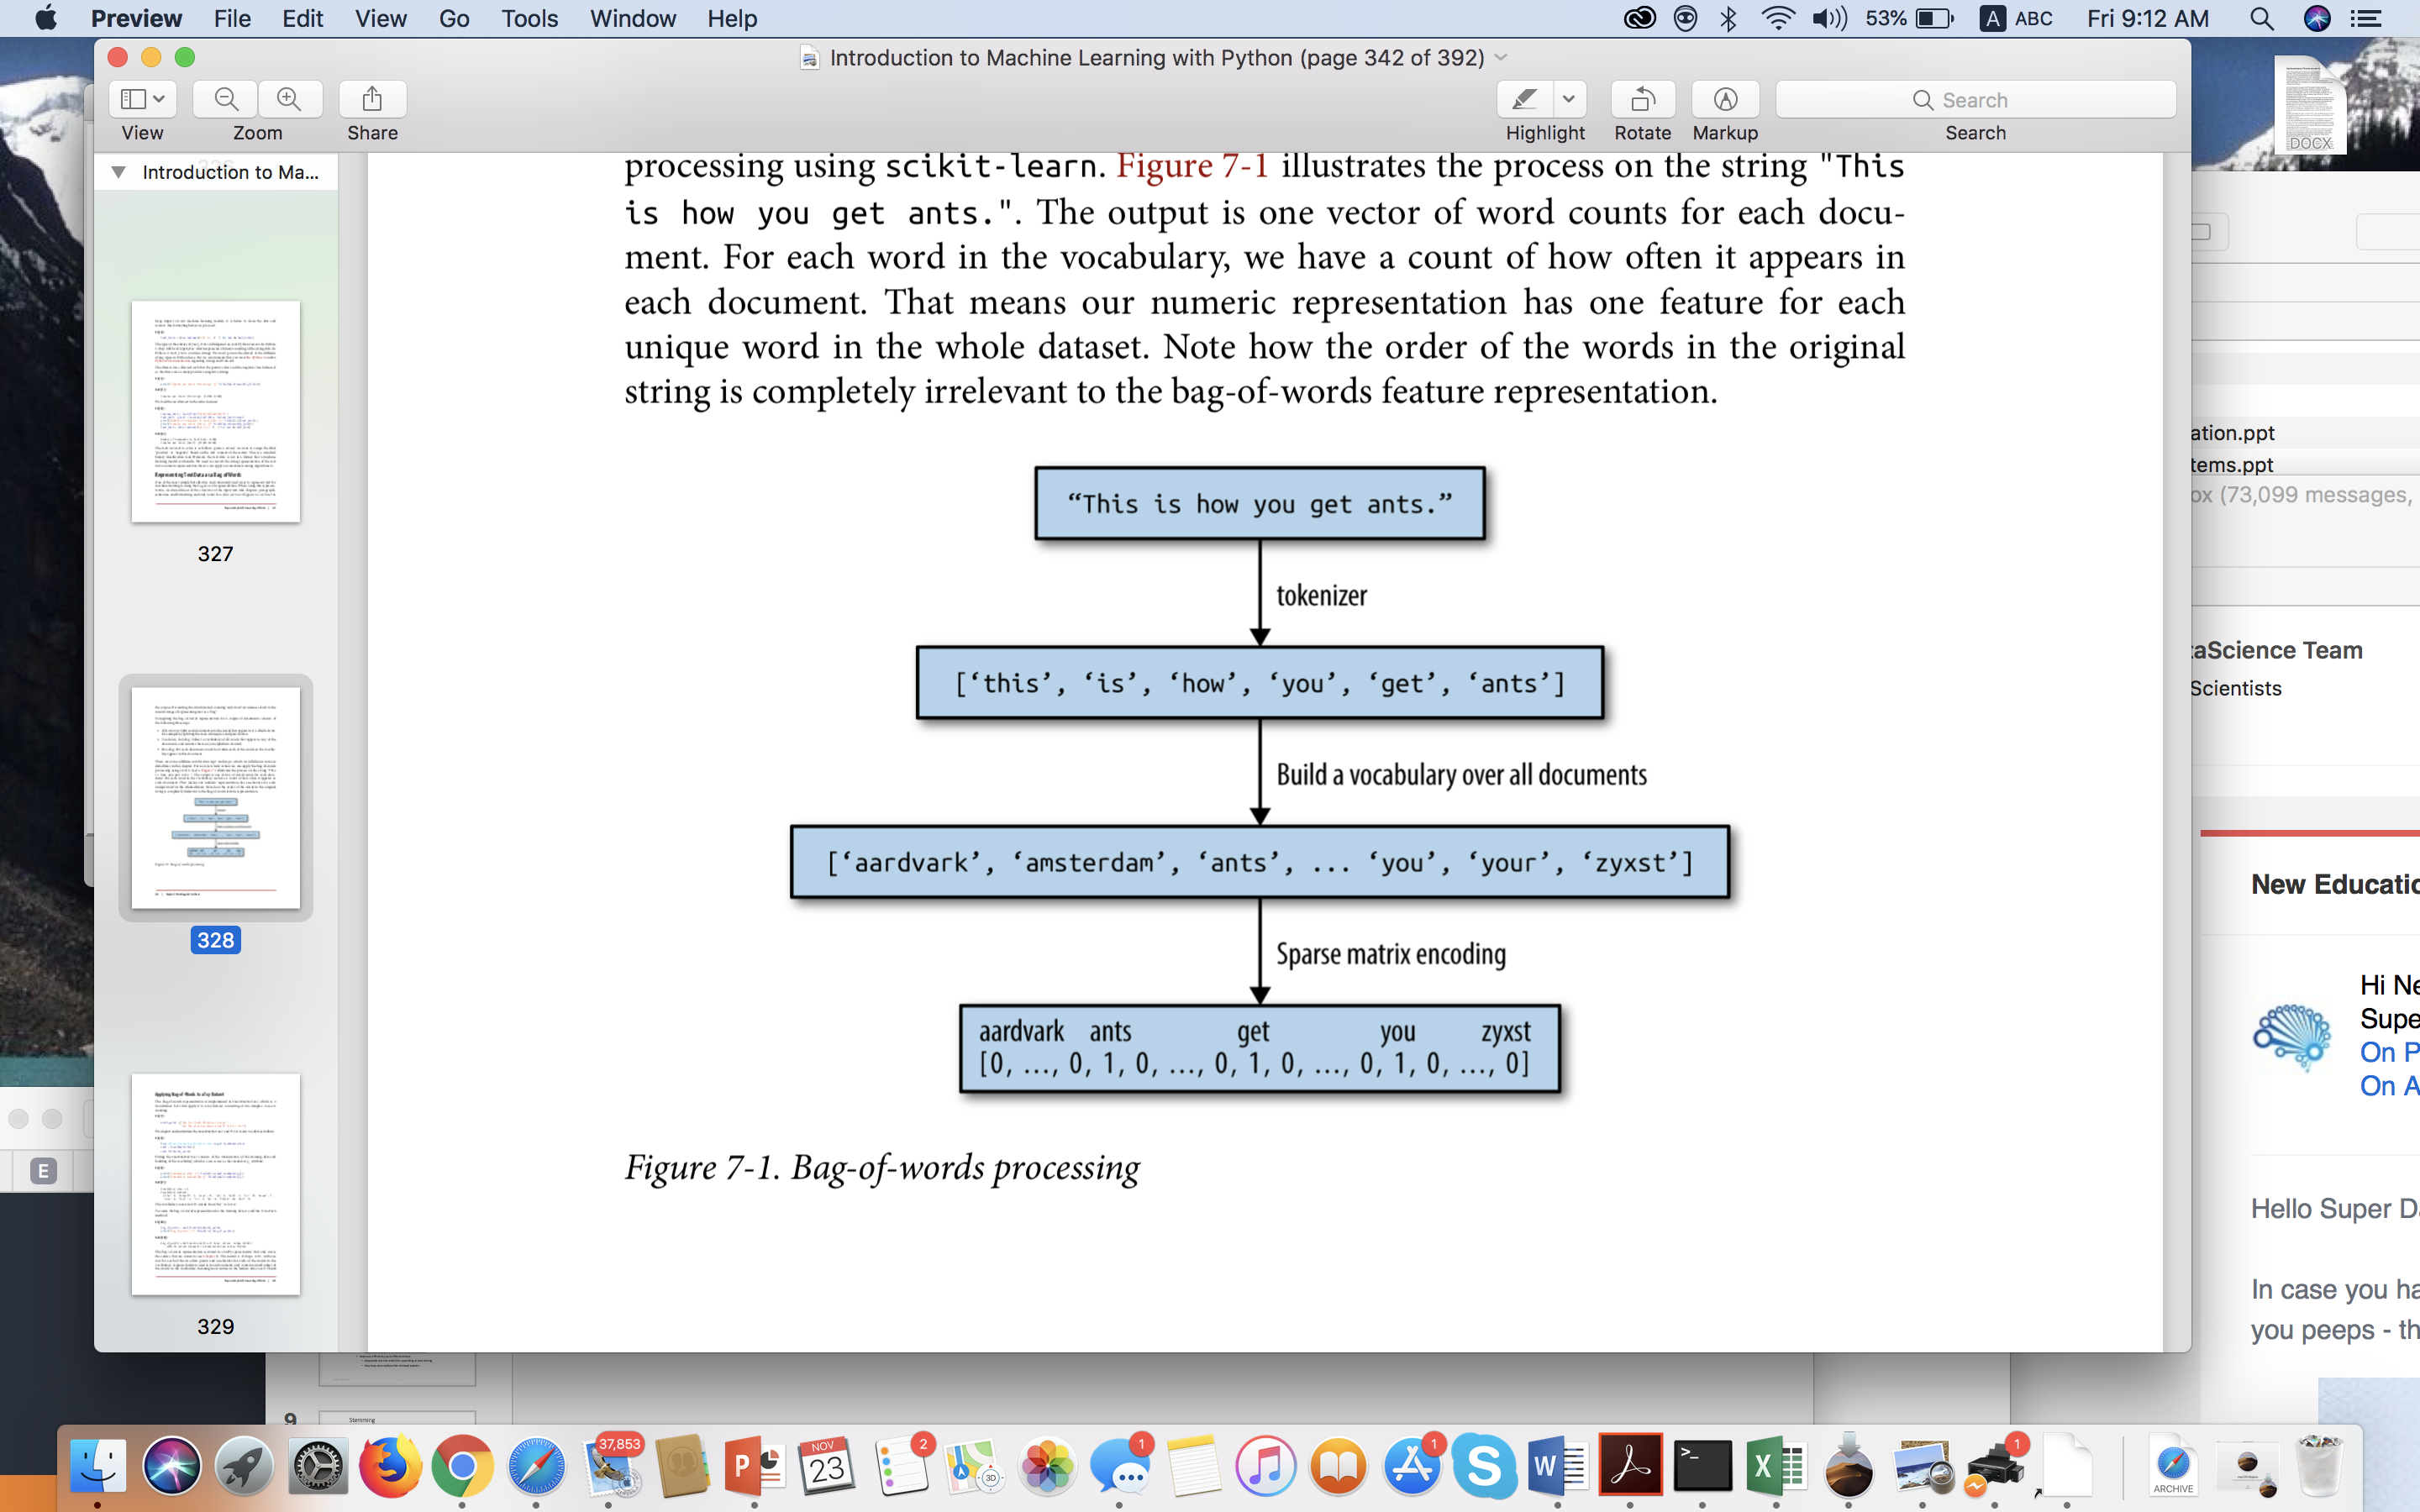 Preview File Edit View Go Tools Window Help
53% A ABC Fri 9:12 AM
Introduction to Machine Learning with Python (page 342 of 392)
View Zoom Share Highlight Rotate Markup Search
Search
Introduction to Ma...
327
328
329
processing using scikit-learn. Figure 7-1 illustrates the process on the string "This
is how you get ants.". The output is one vector of word counts for each docu-
ment. For each word in the vocabulary, we have a count of how often it appears in
each document. That means our numeric representation has one feature for each
unique word in the whole dataset. Note how the order of the words in the original
string is completely irrelevant to the bag-of-words feature representation.
“This is how you get ants.”
tokenizer
[‘this’, ‘is’, ‘how’, ‘you’, ‘get’, ‘ants’]
Build a vocabulary over all documents
[‘aardvark’, ‘amsterdam’, ‘ants’, ... ‘you’, ‘your’, ‘zyxst’]
Sparse matrix encoding
aardvark ants get you zyxst
[0, ..., 0, 1, 0, ..., 0, 1, 0, ..., 0, 1, 0, ..., 0]
Figure 7-1. Bag-of-words processing
DOCX
ation.ppt
tems.ppt
ox (73,099 messages,
taScience Team
Scientists
New Educatio
Hi Ne
Supe
On P
On A
Hello Super Da
In case you ha
you peeps - th
E
9
Stemming
37,853
NOV
23
2
3D
1
1
1
ARCHIVE